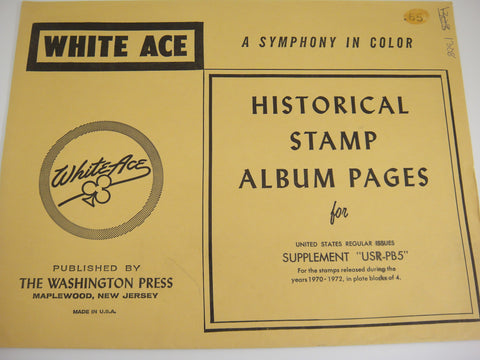 WHITE ACE
A SYMPHONY IN COLOR
.65
HISTORICAL
STAMP
ALBUM PAGES
for
UNITED STATES REGULAR ISSUES
SUPPLEMENT "USR-PB5"
For the stamps released during the
years 1970-1972, in plate blocks of 4.
White Ace
PUBLISHED BY
THE WASHINGTON PRESS
MAPLEWOOD, NEW JERSEY
MADE IN U.S.A.